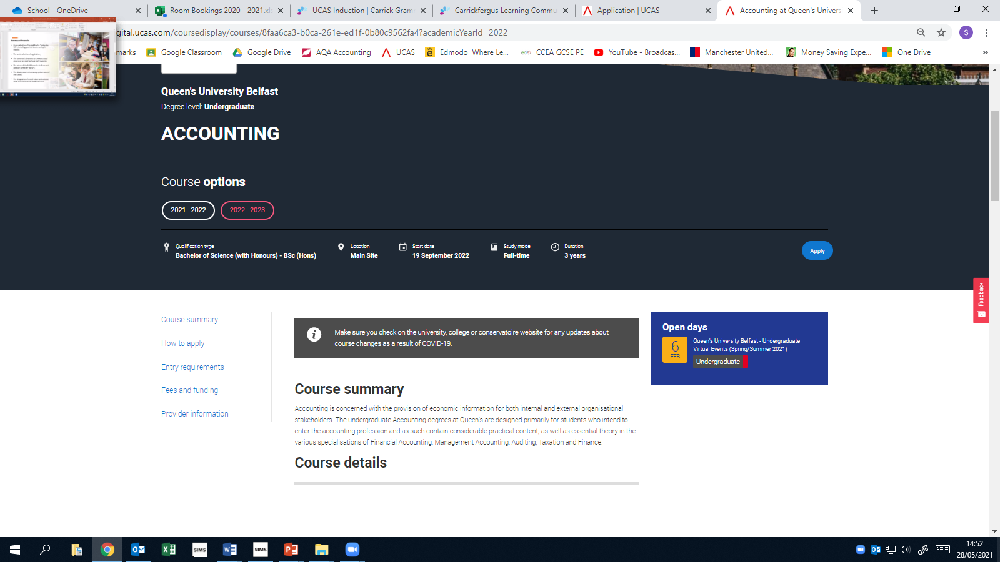 School - OneDrive
Room Bookings 2020 - 2021.xls
UCAS Induction | Carrick Gram
Carrickfergus Learning Commu
Application | UCAS
Accounting at Queen's Univers
gital.ucas.com/coursedisplay/courses/8faa6ca3-b0ca-261e-ed1f-0b80c9562fa4?academicYearId=2022
S
marks
Google Classroom
Google Drive
AQA Accounting
UCAS
Edmodo Where Le...
CCEA GCSE PE
YouTube - Broadcas...
Manchester United...
Money Saving Expe...
One Drive
»
Queen's University Belfast
Degree level: Undergraduate
ACCOUNTING
Course options
2021 - 2022
2022 - 2023
Qualification type
Bachelor of Science (with Honours) - BSc (Hons)
Location
Main Site
Start date
19 September 2022
Study mode
Full-time
Duration
3 years
Apply
Feedback
Course summary
How to apply
Entry requirements
Fees and funding
Provider information
Make sure you check on the university, college or conservatoire website for any updates about
course changes as a result of COVID-19.
Course summary
Accounting is concerned with the provision of economic information for both internal and external organisational
stakeholders. The undergraduate Accounting degrees at Queen's are designed primarily for students who intend to
enter the accounting profession and as such contain considerable practical content, as well as essential theory in the
various specialisations of Financial Accounting, Management Accounting, Auditing, Taxation and Finance.
Course details
Open days
6
FEB
Queen's University Belfast - Undergraduate
Virtual Events (Spring/Summer 2021)
Undergraduate
SIMS
SIMS
14:52
28/05/2021